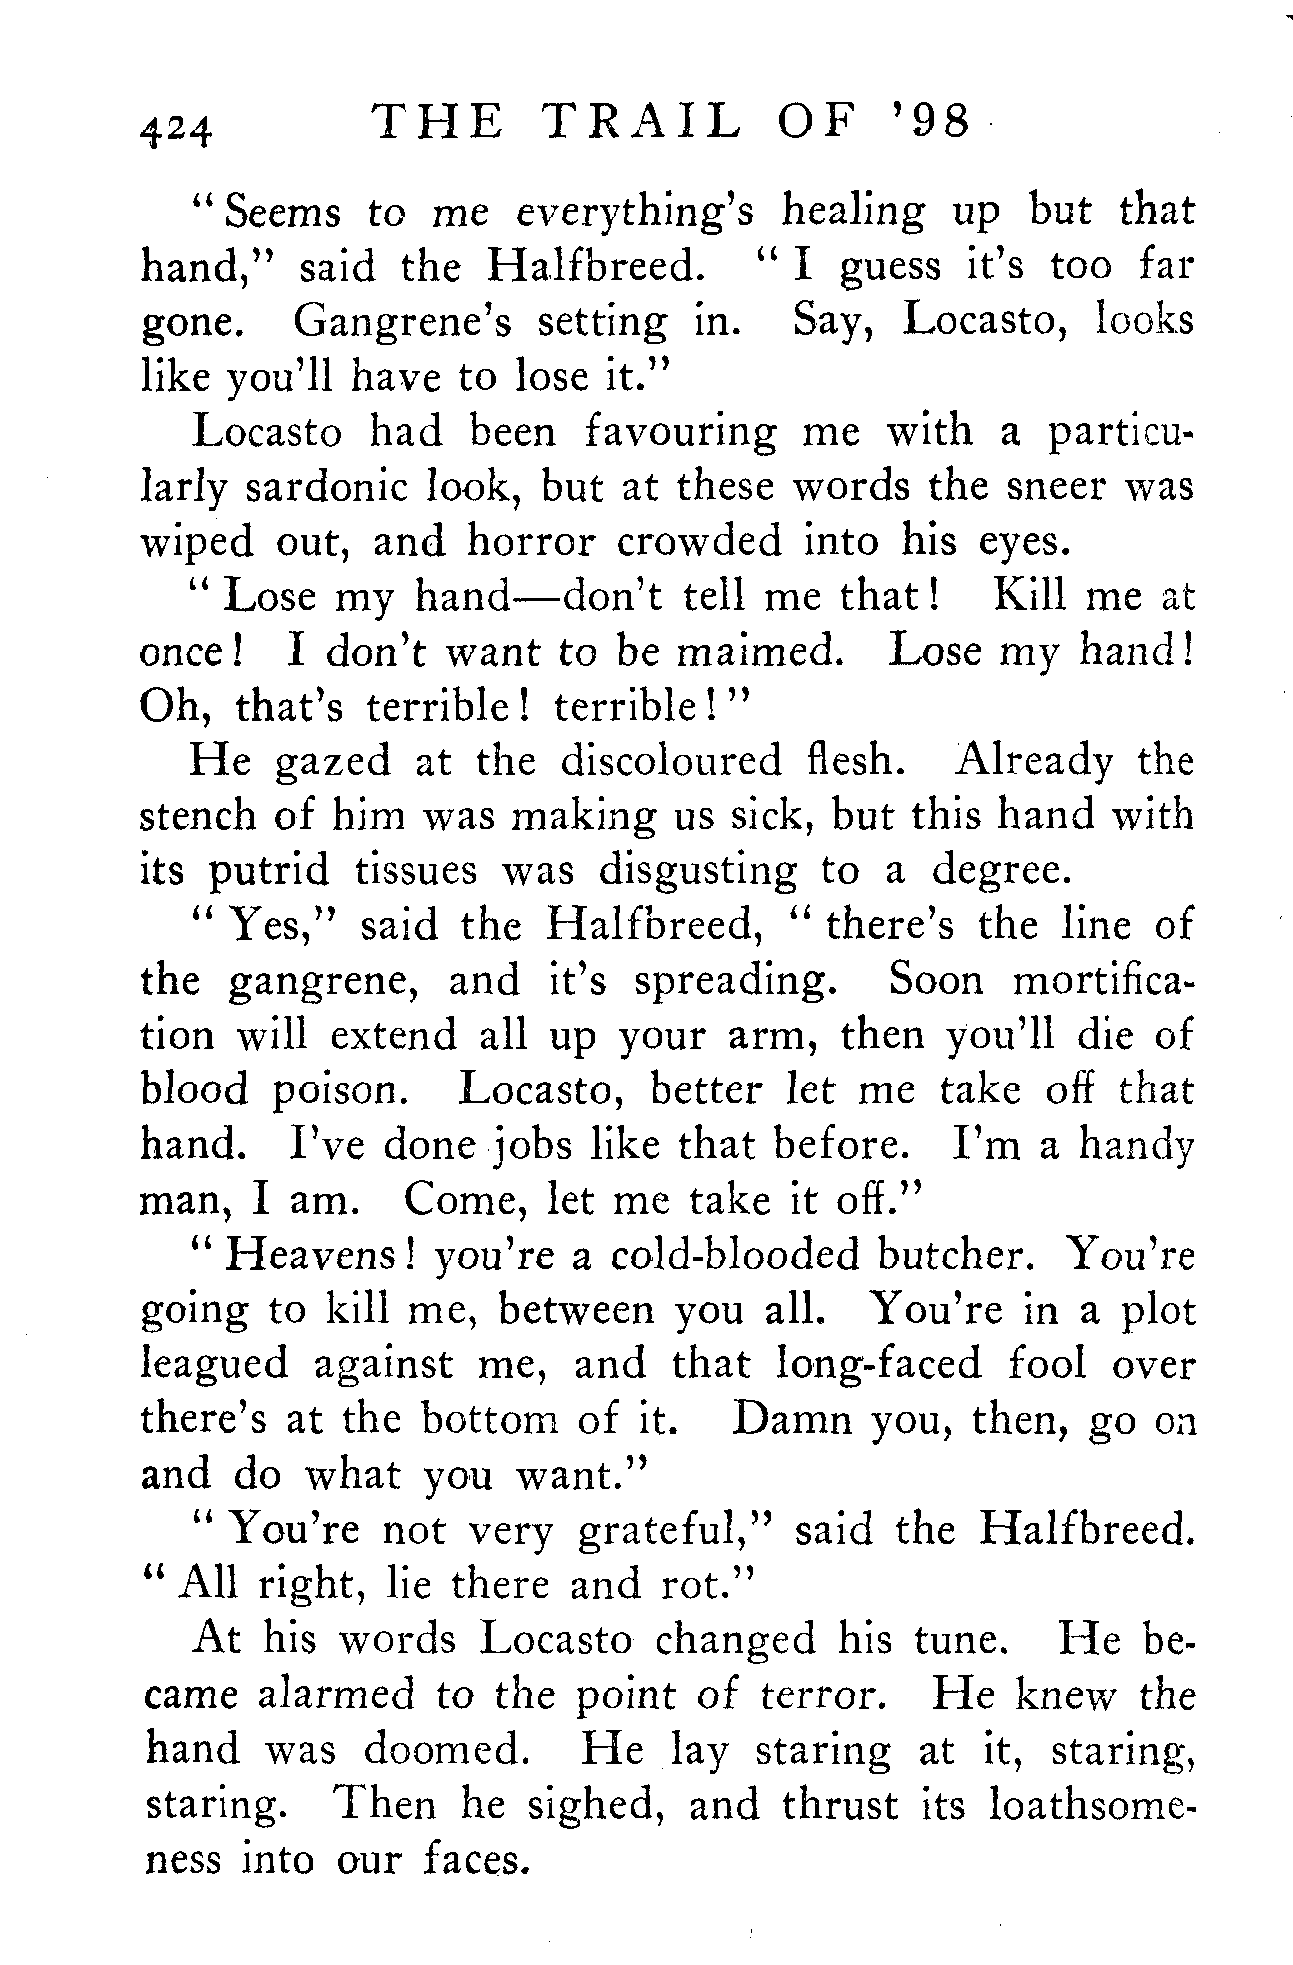 424 THE TRAIL OF '98
"Seems to me everything's healing up but that
hand," said the Halfbreed. "I guess it's too far
gone. Gangrene's setting in. Say, Locasto, looks
like you'll have to lose it."
Locasto had been favouring me with a particu-
larly sardonic look, but at these words the sneer was
wiped out, and horror crowded into his eyes.
"Lose my hand—don't tell me that! Kill me at
once! I don't want to be maimed. Lose my hand!
Oh, that's terrible! terrible!"
He gazed at the discoloured flesh. Already the
stench of him was making us sick, but this hand with
its putrid tissues was disgusting to a degree.
"Yes," said the Halfbreed, "there's the line of
the gangrene, and it's spreading. Soon mortifica-
tion will extend all up your arm, then you'll die of
blood poison. Locasto, better let me take off that
hand. I've done jobs like that before. I'm a handy
man, I am. Come, let me take it off."
"Heavens! you're a cold-blooded butcher. You're
going to kill me, between you all. You're in a plot
leagued against me, and that long-faced fool over
there's at the bottom of it. Damn you, then, go on
and do what you want."
"You're not very grateful," said the Halfbreed.
"All right, lie there and rot."
At his words Locasto changed his tune. He be-
came alarmed to the point of terror. He knew the
hand was doomed. He lay staring at it, staring,
staring. Then he sighed, and thrust its loathsome-
ness into our faces.